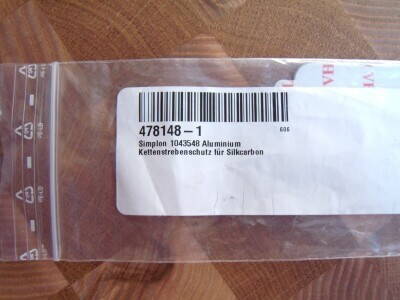 478148-1
606
Simplon 1043548 Aluminium
Kettenstrebenschutz für Silkcarbon